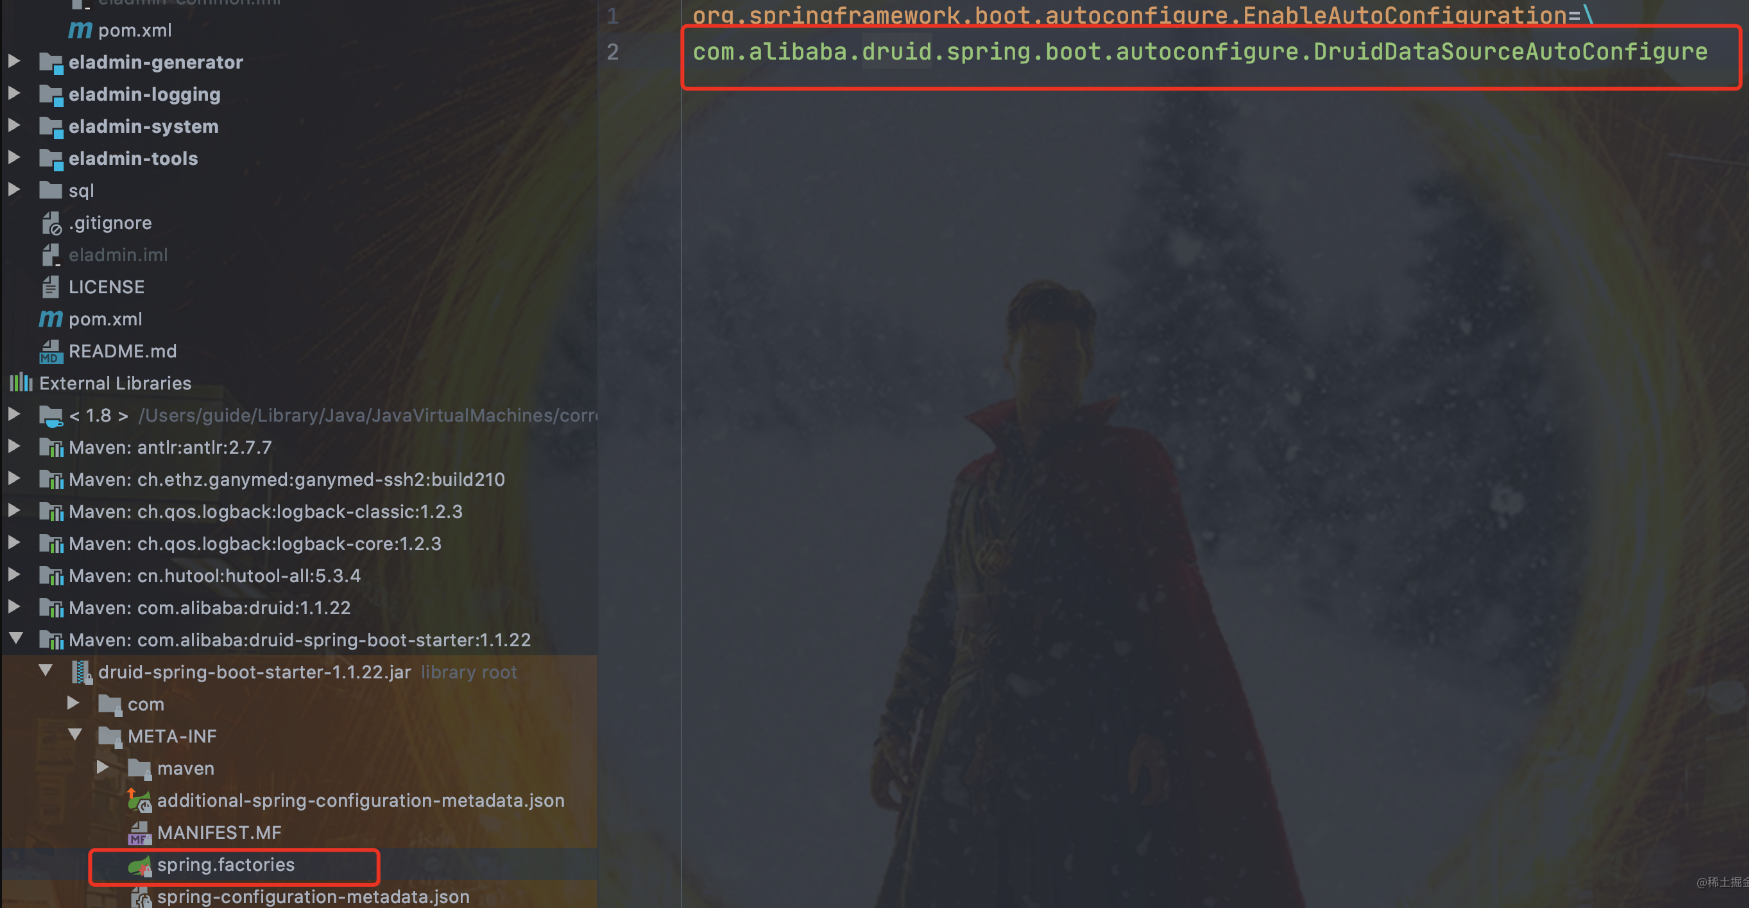 eladmin-common.iml
pom.xml
eladmin-generator
eladmin-logging
eladmin-system
eladmin-tools
sql
.gitignore
eladmin.iml
LICENSE
pom.xml
MD README.md
External Libraries
< 1.8 > /Users/guide/Library/Java/JavaVirtualMachines/corre
Maven: antlr:antlr:2.7.7
Maven: ch.ethz.ganymed:ganymed-ssh2:build210
Maven: ch.qos.logback:logback-classic:1.2.3
Maven: ch.qos.logback:logback-core:1.2.3
Maven: cn.hutool:hutool-all:5.3.4
Maven: com.alibaba:druid:1.1.22
Maven: com.alibaba:druid-spring-boot-starter:1.1.22
druid-spring-boot-starter-1.1.22.jar library root
com
META-INF
maven
additional-spring-configuration-metadata.json
MF MANIFEST.MF
spring.factories
spring-configuration-metadata.json
1 org.springframework.boot.autoconfigure.EnableAutoConfiguration=\
2 com.alibaba.druid.spring.boot.autoconfigure.DruidDataSourceAutoConfigure
@稀土掘金